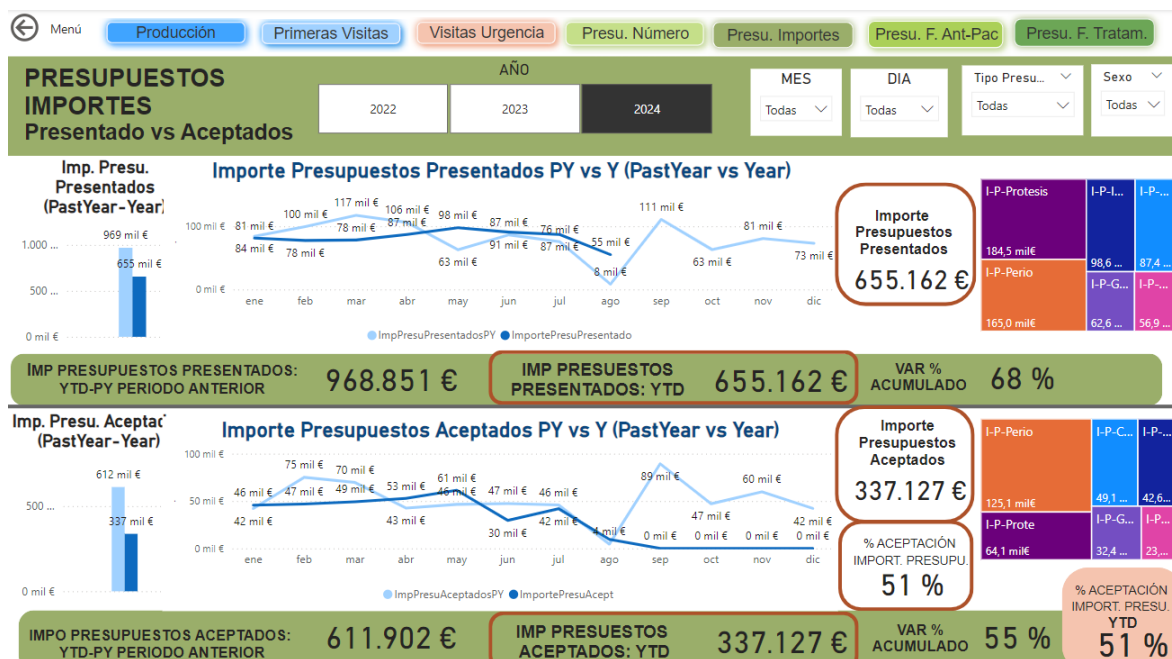 Menú
Producción
Primeras Visitas
Visitas Urgencia
Presu. Número
Presu. Importes
Presu. F. Ant-Pac
Presu. F. Tratam.
PRESUPUESTOS
IMPORTES
Presentado vs Aceptados
AÑO
2022
2023
2024
MES
Todas
DIA
Todas
Tipo Presu...
Todas
Sexo
Todas
Imp. Presu.
Presentados
(PastYear-Year)
969 mil €
655 mil €
1.000 ...
500 ...
0 mil €
Importe Presupuestos Presentados PY vs Y (PastYear vs Year)
100 mil €
0 mil €
81 mil €
100 mil €
117 mil €
106 mil €
98 mil €
87 mil €
76 mil €
55 mil €
111 mil €
81 mil €
84 mil €
78 mil €
78 mil €
87 mil €
63 mil €
91 mil €
87 mil €
8 mil €
63 mil €
73 mil €
ene
feb
mar
abr
may
jun
jul
ago
sep
oct
nov
dic
ImpPresuPresentadosPY
ImportePresuPresentado
Importe
Presupuestos
Presentados
655.162 €
I-P-Protesis
184,5 mil€
I-P-Perio
165,0 mil€
I-P-I...
98,6 ...
I-P-...
87,4 ...
I-P-G...
62,6 ...
I-P-...
56,9 ...
IMP PRESUPUESTOS PRESENTADOS:
YTD-PY PERIODO ANTERIOR
968.851 €
IMP PRESUESTOS
PRESENTADOS: YTD
655.162 €
VAR %
ACUMULADO
68 %
Imp. Presu. Aceptac
(PastYear-Year)
612 mil €
337 mil €
500 ...
0 mil €
Importe Presupuestos Aceptados PY vs Y (PastYear vs Year)
100 mil €
50 mil €
0 mil €
46 mil €
75 mil €
70 mil €
53 mil €
61 mil €
47 mil €
46 mil €
89 mil €
60 mil €
42 mil €
47 mil €
49 mil €
43 mil €
46 mil €
30 mil €
42 mil €
4 mil €
0 mil €
47 mil €
0 mil €
0 mil €
42 mil €
0 mil €
ene
feb
mar
abr
may
jun
jul
ago
sep
oct
nov
dic
ImpPresuAceptadosPY
ImportePresuAcept
Importe
Presupuestos
Aceptados
337.127 €
% ACEPTACIÓN
IMPORT. PRESUPU.
51 %
I-P-Perio
125,1 mil€
I-P-Prote
64,1 mil€
I-P-C...
49,1 ...
I-P-...
42,6...
I-P-G...
32,4 ...
I-P...
23,...
IMPO PRESUPUESTOS ACEPTADOS:
YTD-PY PERIODO ANTERIOR
611.902 €
IMP PRESUESTOS
ACEPTADOS: YTD
337.127 €
VAR %
ACUMULADO
55 %
% ACEPTACIÓN
IMPORT. PRESU.
YTD
51 %